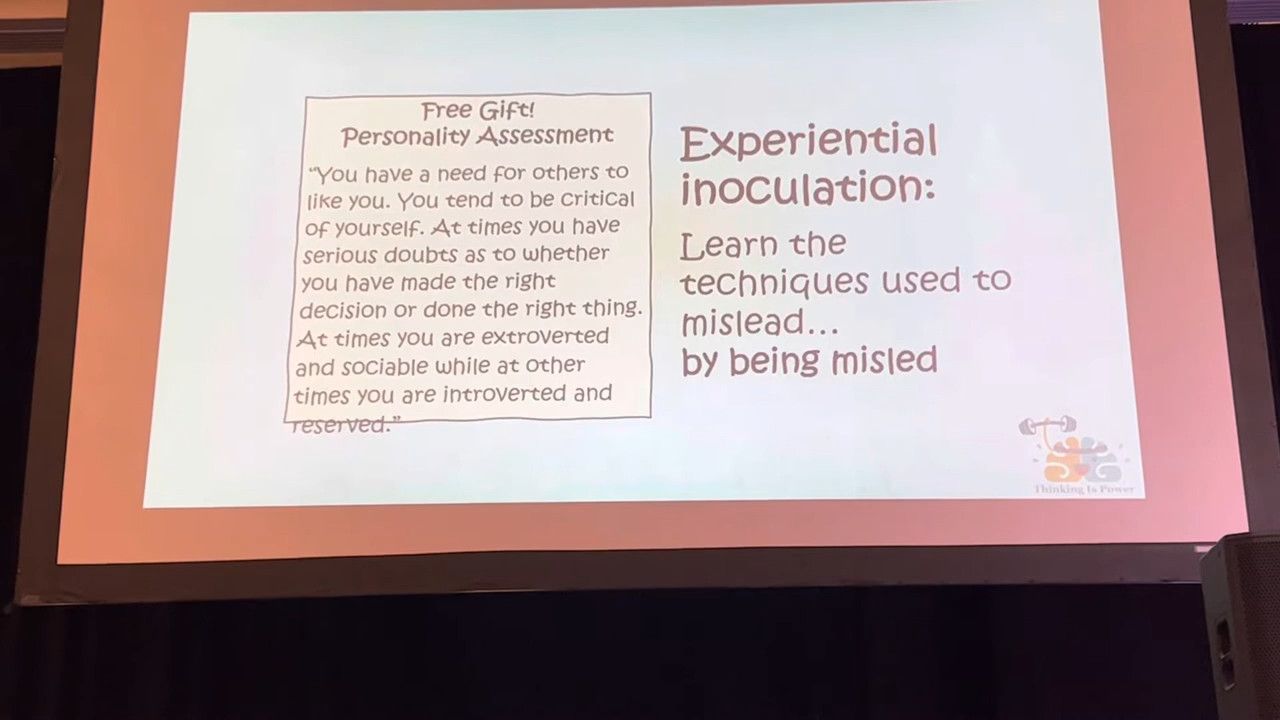 Free Gift!
Personality Assessment
"You have a need for others to
like you. You tend to be critical
of yourself. At times you have
serious doubts as to whether
you have made the right
decision or done the right thing.
At times you are extroverted
and sociable while at other
times you are introverted and
reserved."
Experiential
inoculation:
Learn the
techniques used to
mislead...
by being misled
Thinking Is Power